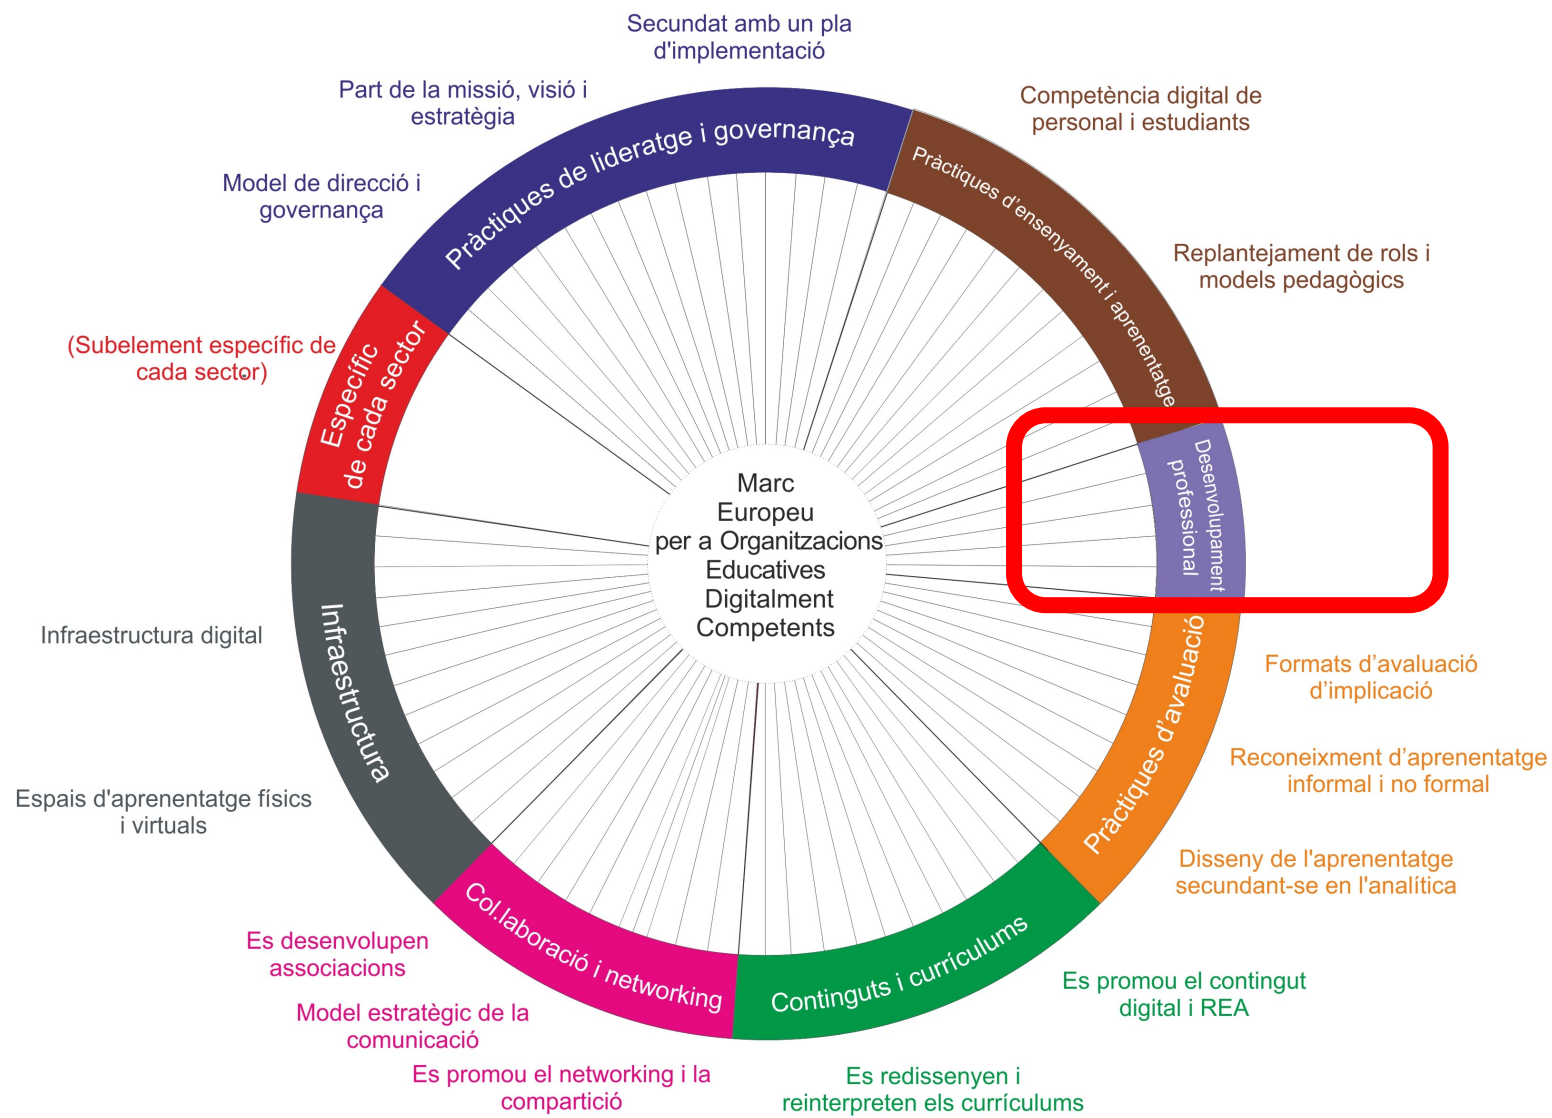 Secundat amb un pla
d'implementació
Part de la missió, visió i
estratègia
Model de direcció i
governança
Pràctiques de lideratge i governança
Competència digital de
personal i estudiants
Replantejament de rols i
models pedagògics
Pràctiques d’ensenyament i aprenentatge
(Subelement específic de
cada sector)
Específic
de cada sector
Desenvolupament
professional
Marc
Europeu
per a Organitzacions
Educatives
Digitalment
Competents
Infraestructura digital
Espais d'aprenentatge físics
i virtuals
Infraestructura
Formats d’avaluació
d’implicació
Reconeixment d’aprenentatge
informal i no formal
Disseny de l'aprenentatge
secundant-se en l'analítica
Pràctiques d’avaluació
Es desenvolupen
associacions
Model estratègic de la
comunicació
Es promou el networking i la
compartició
Col.laboració i networking
Continguts i currículums
Es promou el contingut
digital i REA
Es redissenyen i
reinterpreten els currículums